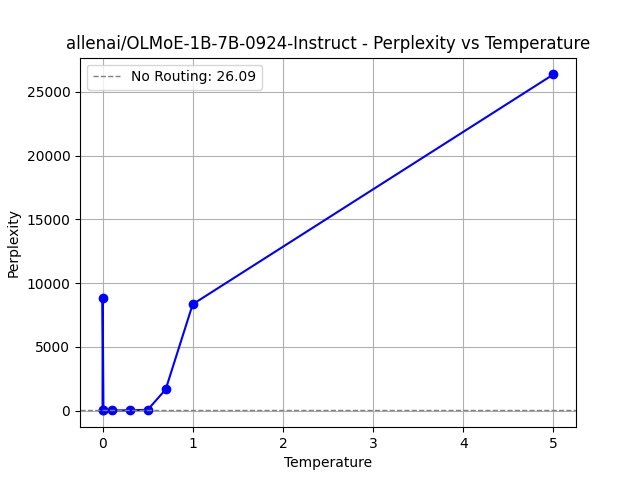 allenai/OLMoE-1B-7B-0924-Instruct - Perplexity vs Temperature
No Routing: 26.09
25000
20000
15000
10000
5000
0
Perplexity
0 1 2 3 4 5
Temperature